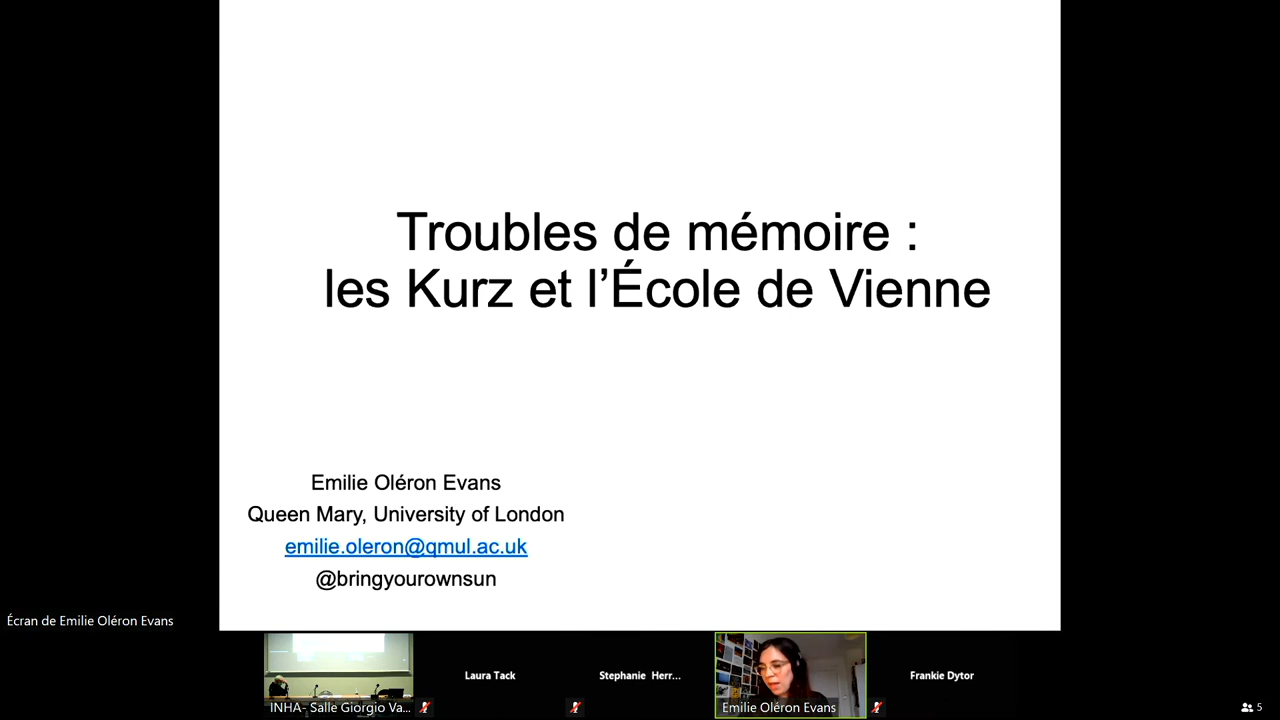 Troubles de mémoire :
les Kurz et l’École de Vienne
Emilie Oléron Evans
Queen Mary, University of London
emilie.oleron@qmul.ac.uk
@bringyourownsun
Écran de Emilie Oléron Evans
INHA- Salle Giorgio Va...
Laura Tack
Stephanie Herr...
Emilie Oléron Evans
Frankie Dytor
5